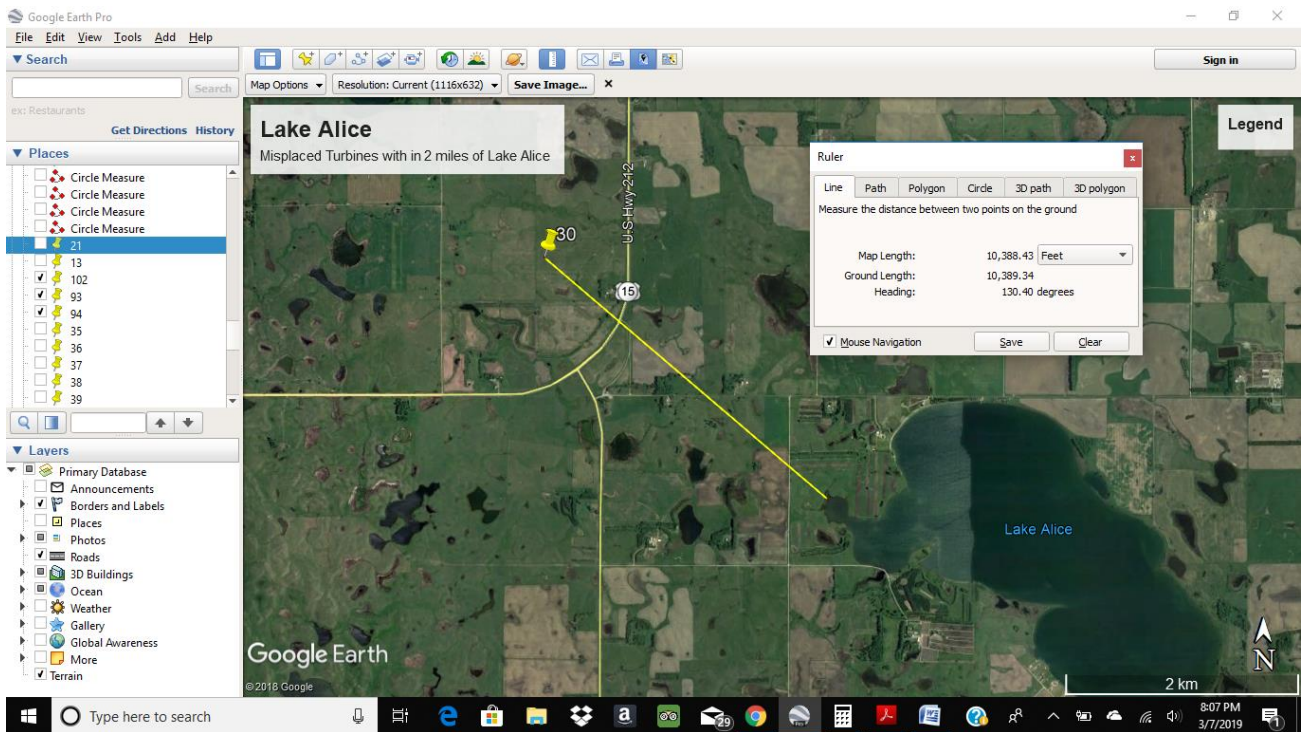 Google Earth Pro
File Edit View Tools Add Help
Search
Search
ex: Restaurants
Get Directions History
Places
Circle Measure
Circle Measure
Circle Measure
Circle Measure
21
13
102
93
94
35
36
37
38
39
Layers
Primary Database
Announcements
Borders and Labels
Places
Photos
Roads
3D Buildings
Ocean
Weather
Gallery
Global Awareness
More
Terrain
Sign in
Map Options Resolution: Current (1116x632) Save Image... x
Lake Alice
Misplaced Turbines with in 2 miles of Lake Alice
Legend
U-S-Hwy-212
30
15
Ruler
x
Line Path Polygon Circle 3D path 3D polygon
Measure the distance between two points on the ground
Map Length: 10,388.43 Feet
Ground Length: 10,389.34
Heading: 130.40 degrees
Mouse Navigation Save Clear
Lake Alice
Google Earth
©2018 Google
N
2 km
Type here to search
29
8:07 PM
3/7/2019
1